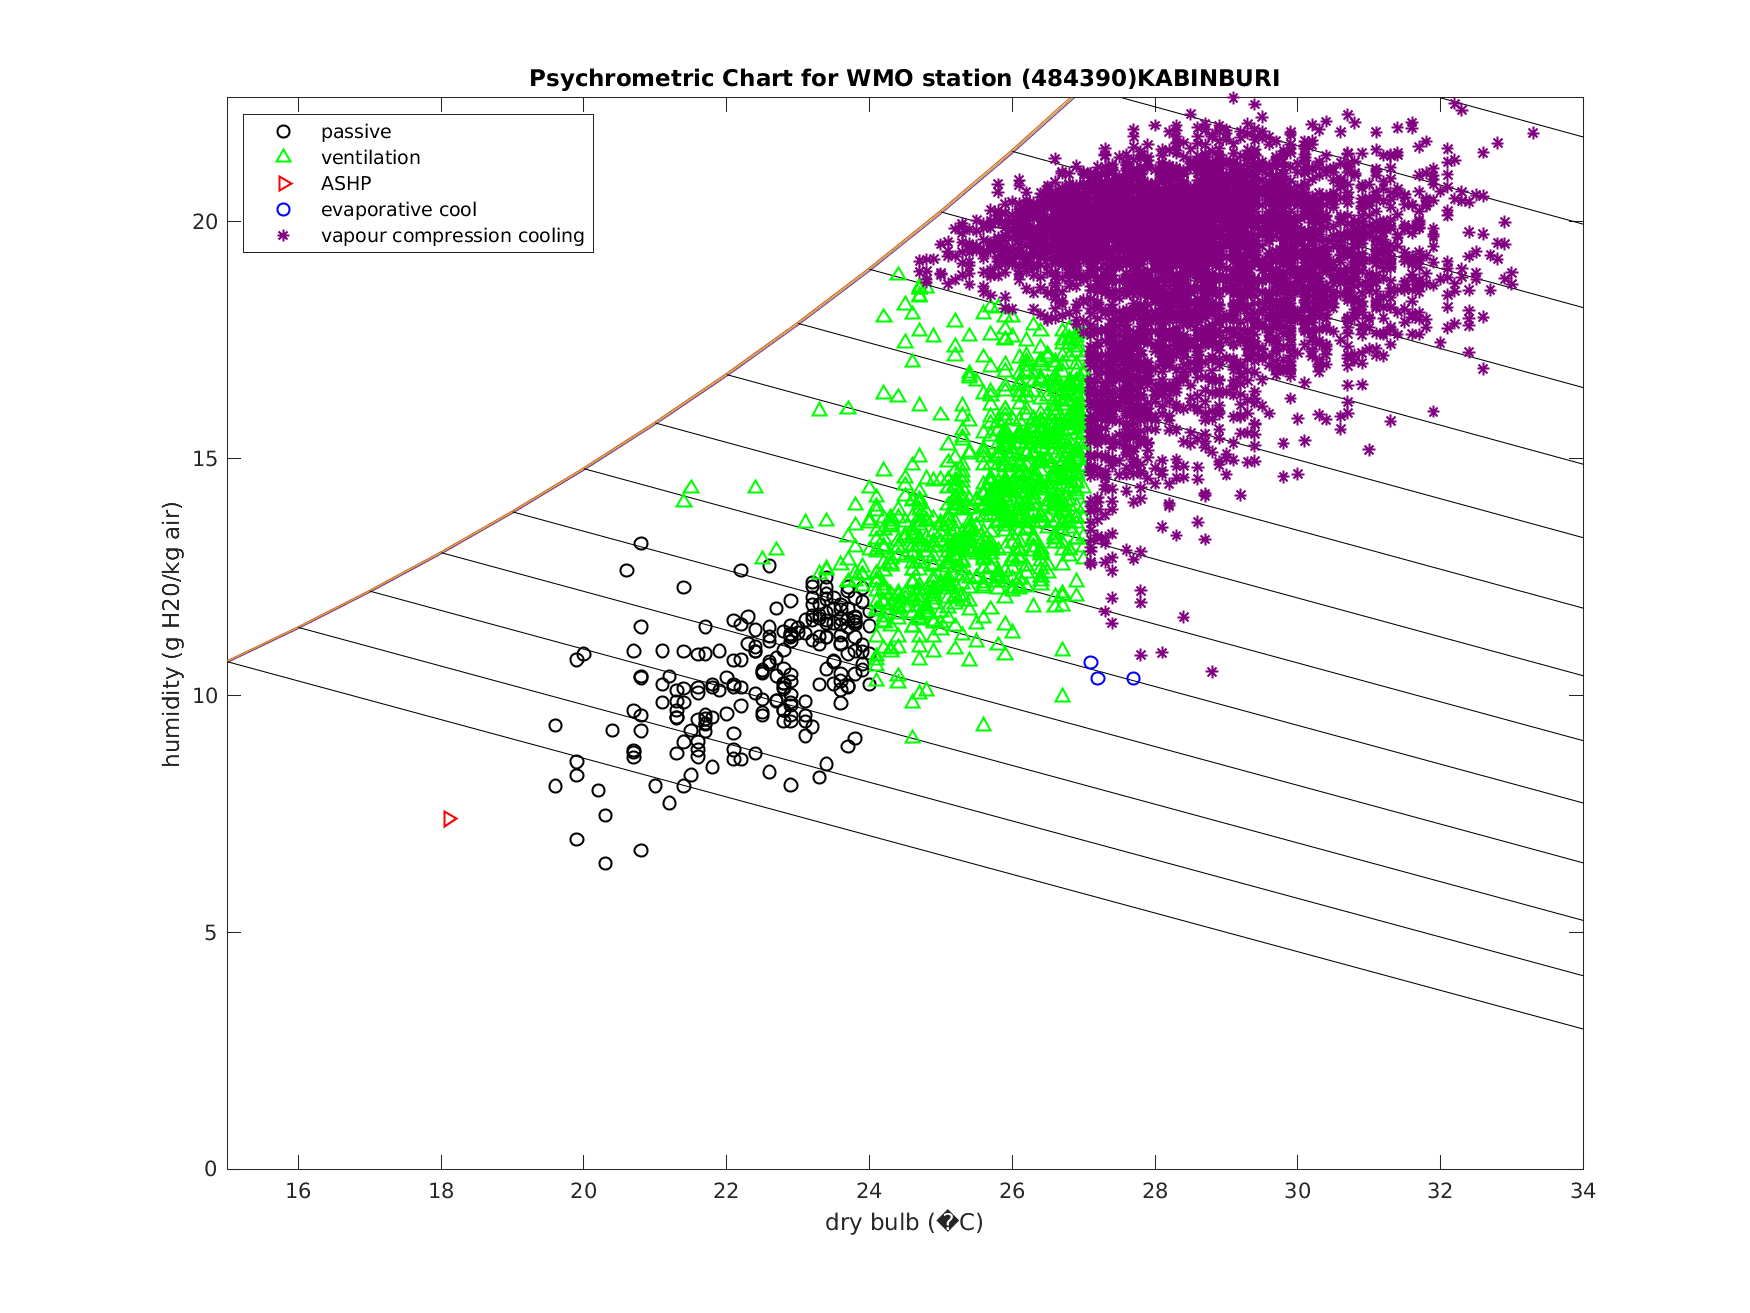 Psychrometric Chart for WMO station (484390)KABINBURI
passive
ventilation
ASHP
evaporative cool
vapour compression cooling
humidity (g H20/kg air)
20
15
10
5
0
16 18 20 22 24 26 28 30 32 34
dry bulb (�C)